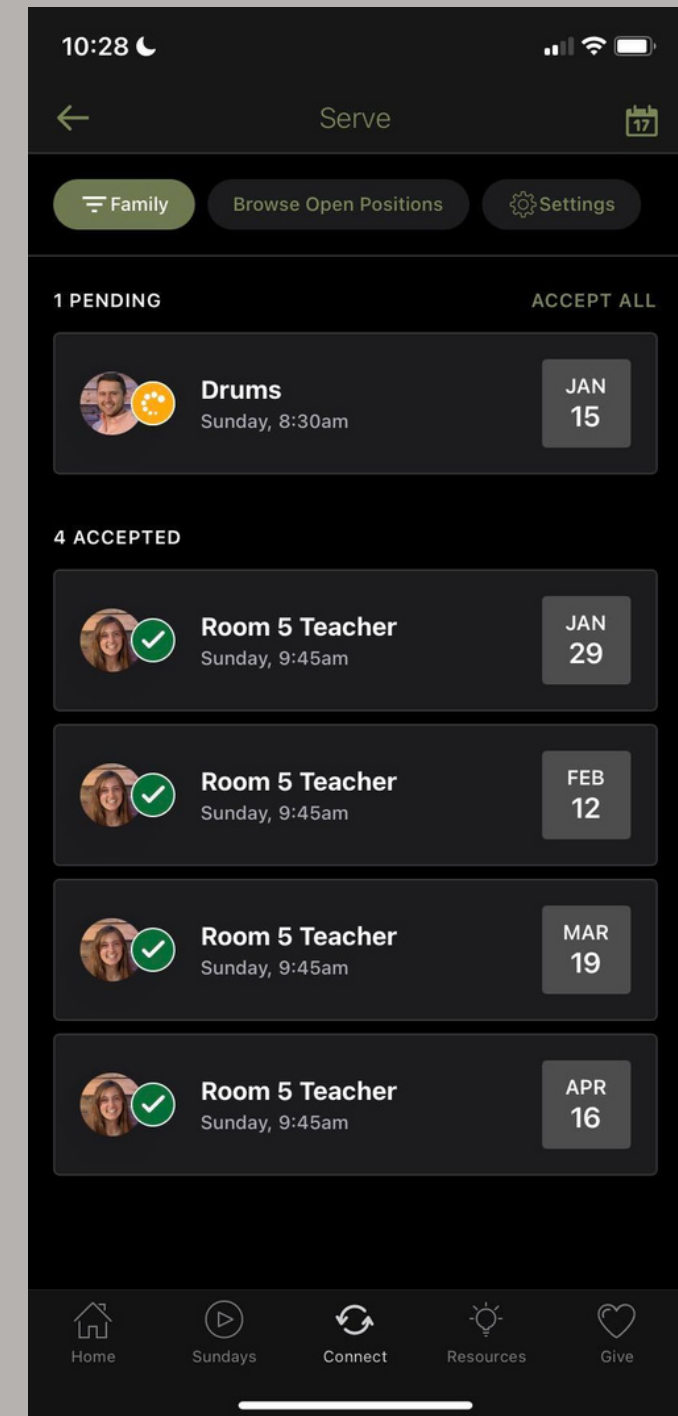 10:28
Serve
17
Family
Browse Open Positions
Settings
1 PENDING
ACCEPT ALL
Drums
Sunday, 8:30am
JAN
15
4 ACCEPTED
Room 5 Teacher
Sunday, 9:45am
JAN
29
Room 5 Teacher
Sunday, 9:45am
FEB
12
Room 5 Teacher
Sunday, 9:45am
MAR
19
Room 5 Teacher
Sunday, 9:45am
APR
16
Home
Sundays
Connect
Resources
Give